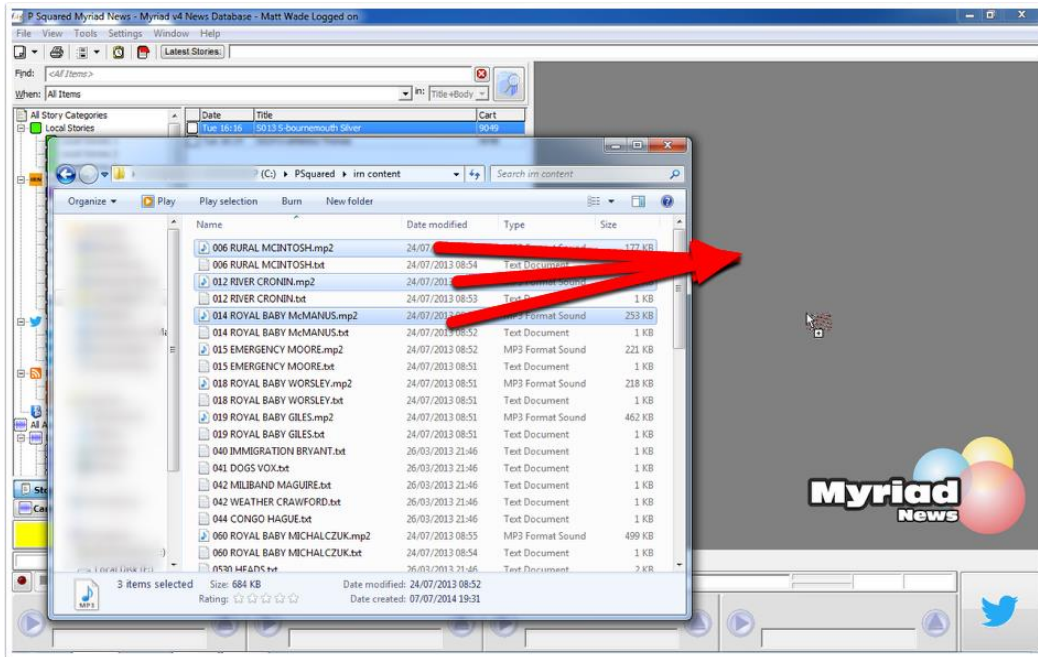 P Squared Myriad News - Myriad v4 News Database - Matt Wade Logged on
File View Tools Settings Window Help
Latest Stories:
Find: <All Items>
When: All Items in: Title+Body
All Story Categories
Local Stories
Date Title Cart
Tue 16:16 S013 S-bournemouth Silver 9049
(C:) PSquared irn content Search irn content
Organize Play Play selection Burn New folder
Name Date modified Type Size
006 RURAL MCINTOSH.mp2 24/07 177 KB
006 RURAL MCINTOSH.txt 24/07/2013 08:54 Text Document
012 RIVER CRONIN.mp2 24/07/2013
012 RIVER CRONIN.txt 24/07/2013 08:53 Text Document 1 KB
014 ROYAL BABY McMANUS.mp2 24/07/2013 Format Sound 253 KB
014 ROYAL BABY McMANUS.txt 24/07/2013 08:52 Text Document 1 KB
015 EMERGENCY MOORE.mp2 24/07/2013 08:51 MP3 Format Sound 221 KB
015 EMERGENCY MOORE.txt 24/07/2013 08:51 Text Document 1 KB
018 ROYAL BABY WORSLEY.mp2 24/07/2013 08:51 MP3 Format Sound 218 KB
018 ROYAL BABY WORSLEY.txt 24/07/2013 08:51 Text Document 1 KB
019 ROYAL BABY GILES.mp2 24/07/2013 08:51 MP3 Format Sound 462 KB
019 ROYAL BABY GILES.txt 24/07/2013 08:51 Text Document 1 KB
040 IMMIGRATION BRYANT.txt 26/03/2013 21:46 Text Document 1 KB
041 DOGS VOX.txt 26/03/2013 21:46 Text Document 1 KB
042 MILIBAND MAGUIRE.txt 26/03/2013 21:46 Text Document 1 KB
042 WEATHER CRAWFORD.txt 26/03/2013 21:46 Text Document 1 KB
044 CONGO HAGUE.txt 26/03/2013 21:46 Text Document 1 KB
060 ROYAL BABY MICHALCZUK.mp2 24/07/2013 08:55 MP3 Format Sound 499 KB
060 ROYAL BABY MICHALCZUK.txt 24/07/2013 08:54 Text Document 1 KB
0530 HEADS.txt 26/03/2013 21:46 Text Document 2 KB
3 items selected Size: 684 KB Date modified: 24/07/2013 08:52
Rating: Date created: 07/07/2014 19:31
MP3
Myriad
News